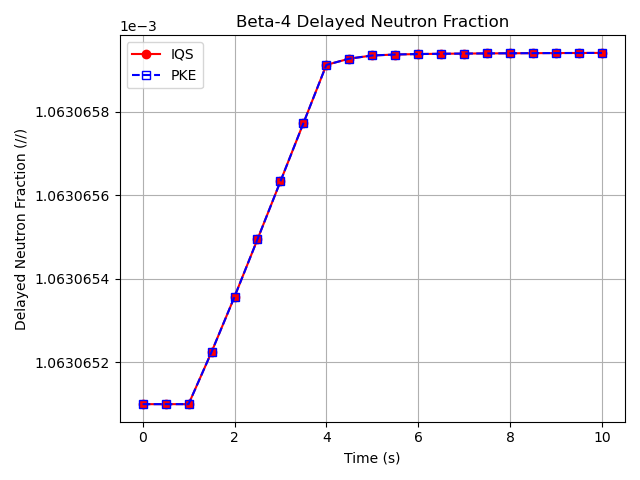 Beta-4 Delayed Neutron Fraction
1e−3
IQS
PKE
Delayed Neutron Fraction (//)
1.0630658
1.0630656
1.0630654
1.0630652
0 2 4 6 8 10
Time (s)